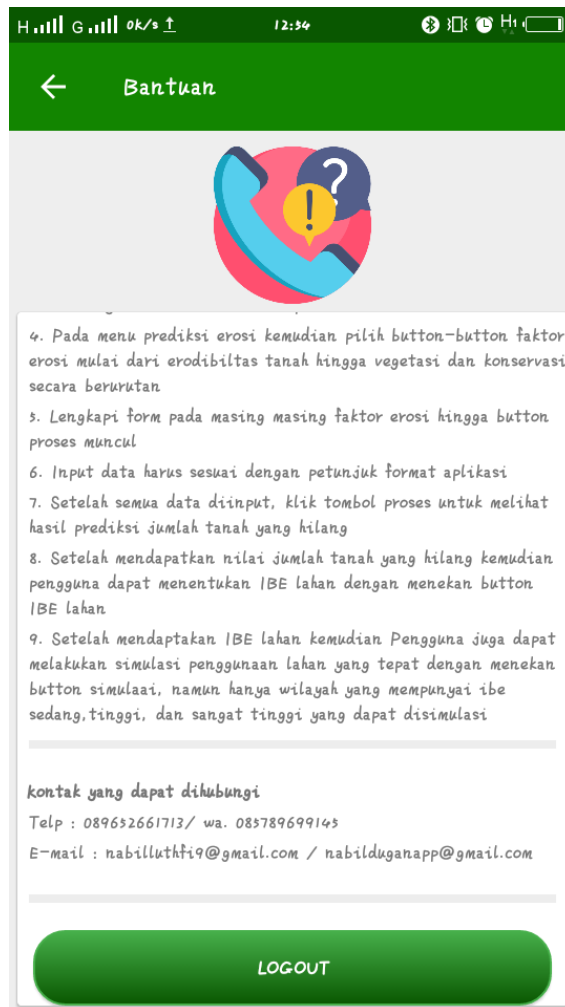 H G 0k/s 12:54 H1
Bantuan
? !
4. Pada menu prediksi erosi kemudian pilih button-button faktor
erosi mulai dari erodibiltas tanah hingga vegetasi dan konservasi
secara berurutan
5. Lengkapi form pada masing masing faktor erosi hingga button
proses muncul
6. Input data harus sesuai dengan petunjuk format aplikasi
7. Setelah semua data diinput, klik tombol proses untuk melihat
hasil prediksi jumlah tanah yang hilang
8. Setelah mendapatkan nilai jumlah tanah yang hilang kemudian
pengguna dapat menentukan IBE lahan dengan menekan button
IBE lahan
9. Setelah mendaptakan IBE lahan kemudian Pengguna juga dapat
melakukan simulasi penggunaan lahan yang tepat dengan menekan
button simulaai, namun hanya wilayah yang mempunyai ibe
sedang,tinggi, dan sangat tinggi yang dapat disimulasi
kontak yang dapat dihubungi
Telp : 089652661713/ wa. 085789699145
E-mail : nabilluthfi9@gmail.com / nabilduganapp@gmail.com
LOGOUT